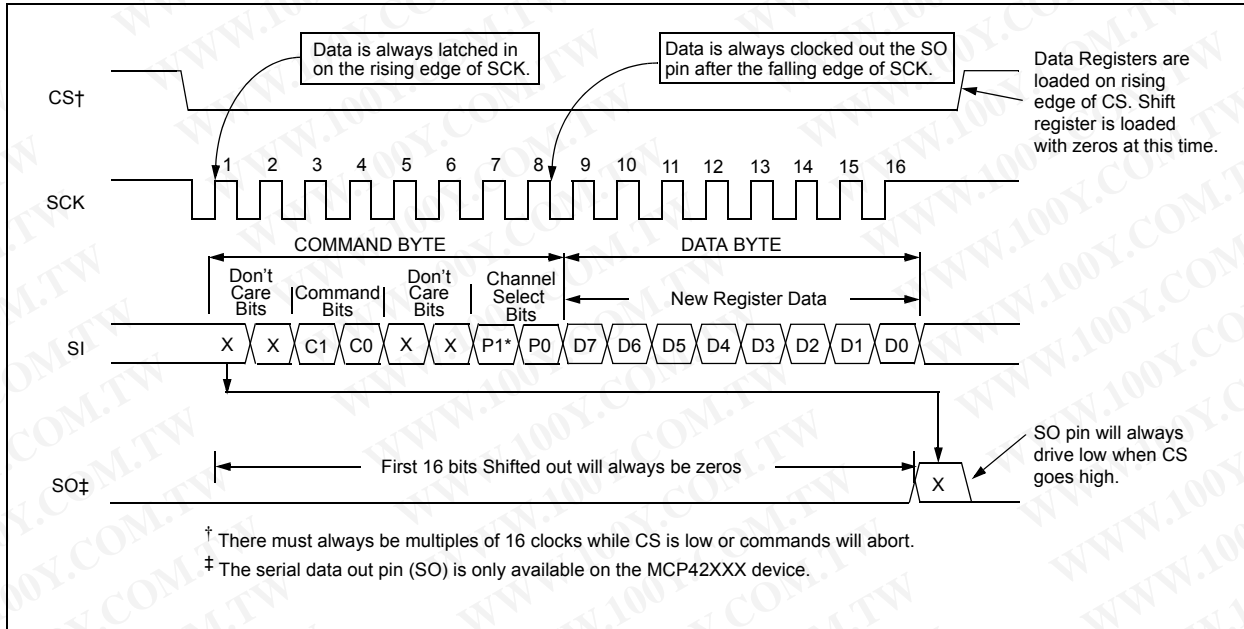 Data is always latched in
on the rising edge of SCK.
Data is always clocked out the SO
pin after the falling edge of SCK.
Data Registers are
loaded on rising
edge of CS. Shift
register is loaded
with zeros at this time.
CS†
1 2 3 4 5 6 7 8 9 10 11 12 13 14 15 16
SCK
COMMAND BYTE
DATA BYTE
Don't
Care
Bits
Command
Bits
Don't
Care
Bits
Channel
Select
Bits
New Register Data
SI
X X C1 C0 X X P1* P0 D7 D6 D5 D4 D3 D2 D1 D0
First 16 bits Shifted out will always be zeros
SO‡
X
SO pin will always
drive low when CS
goes high.
† There must always be multiples of 16 clocks while CS is low or commands will abort.
‡ The serial data out pin (SO) is only available on the MCP42XXX device.
WWW.100Y.COM.TW